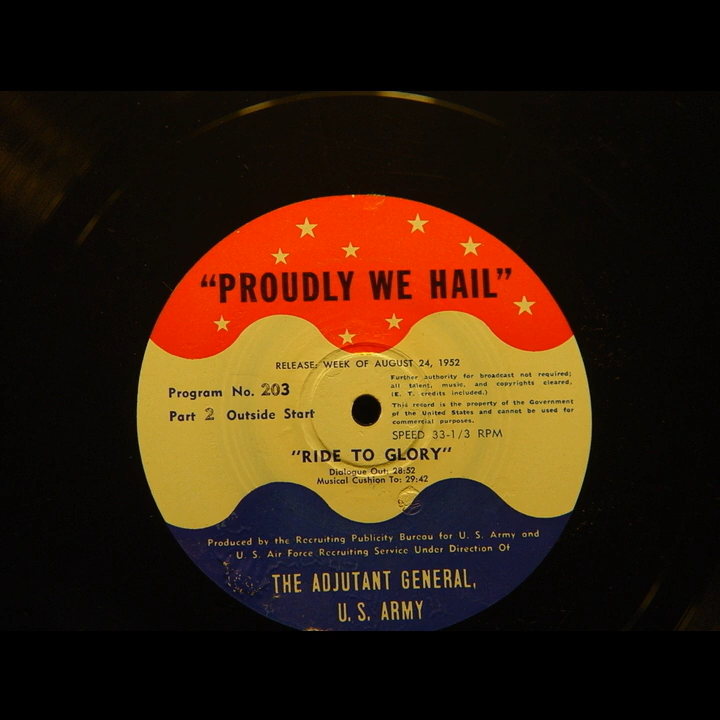 "PROUDLY WE HAIL"
RELEASE: WEEK OF AUGUST 24, 1952
Program No. 203
Part 2 Outside Start
Further authority for broadcast not required;
all talent, music, and copyrights cleared,
(E. T. credits included.)
This record is the property of the Government
of the United States and cannot be used for
commercial purposes.
SPEED 33-1/3 RPM
"RIDE TO GLORY"
Dialogue Out: 28:52
Musical Cushion To: 29:42
Produced by the Recruiting Publicity Bureau for U. S. Army and
U. S. Air Force Recruiting Service Under Direction Of
THE ADJUTANT GENERAL,
U. S. ARMY